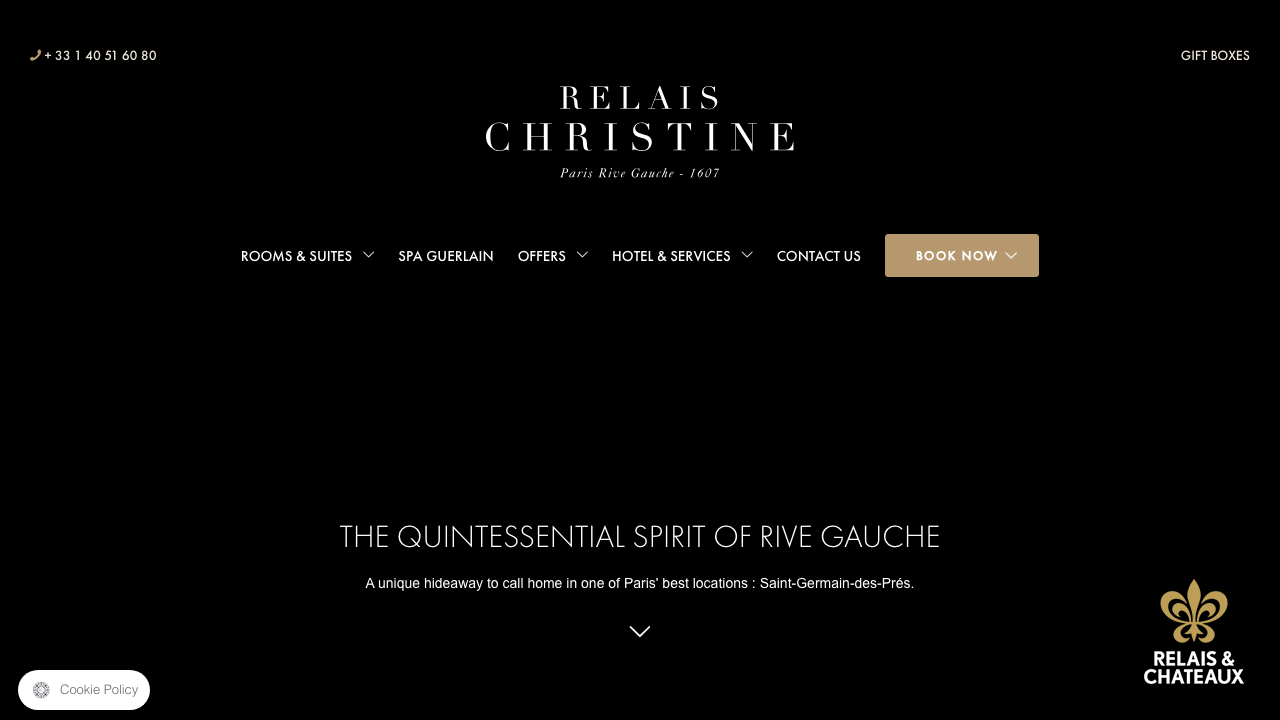 + 33 1 40 51 60 80
GIFT BOXES
RELAIS
CHRISTINE
Paris Rive Gauche - 1607
ROOMS & SUITES
SPA GUERLAIN
OFFERS
HOTEL & SERVICES
CONTACT US
BOOK NOW
THE QUINTESSENTIAL SPIRIT OF RIVE GAUCHE
A unique hideaway to call home in one of Paris' best locations : Saint-Germain-des-Prés.
RELAIS &
CHATEAUX
Cookie Policy